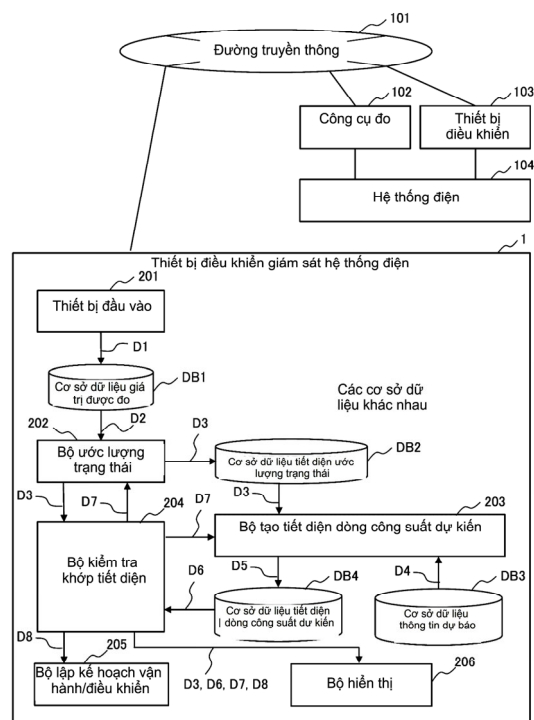 101
Đường truyền thông
102
103
Công cụ đo
Thiết bị
điều khiển
104
Hệ thống điện
1
Thiết bị điều khiển giám sát hệ thống điện
201
Thiết bị đầu vào
D1
Cơ sở dữ liệu giá
trị được đo
DB1
D2
Các cơ sở dữ
liệu khác nhau
202
Bộ ước lượng
trạng thái
D3
Cơ sở dữ liệu tiết diện ước
lượng trạng thái
DB2
D3
D7
204
D7
D3
203
Bộ tạo tiết diện dòng công suất dự kiến
Bộ kiểm tra
khớp tiết diện
D6
D5
DB4
D4
DB3
Cơ sở dữ liệu tiết diện
dòng công suất dự kiến
Cơ sở dữ liệu
thông tin dự báo
D8
205
Bộ lập kế hoạch vận
hành/điều khiển
D3, D6, D7, D8
Bộ hiển thị
206